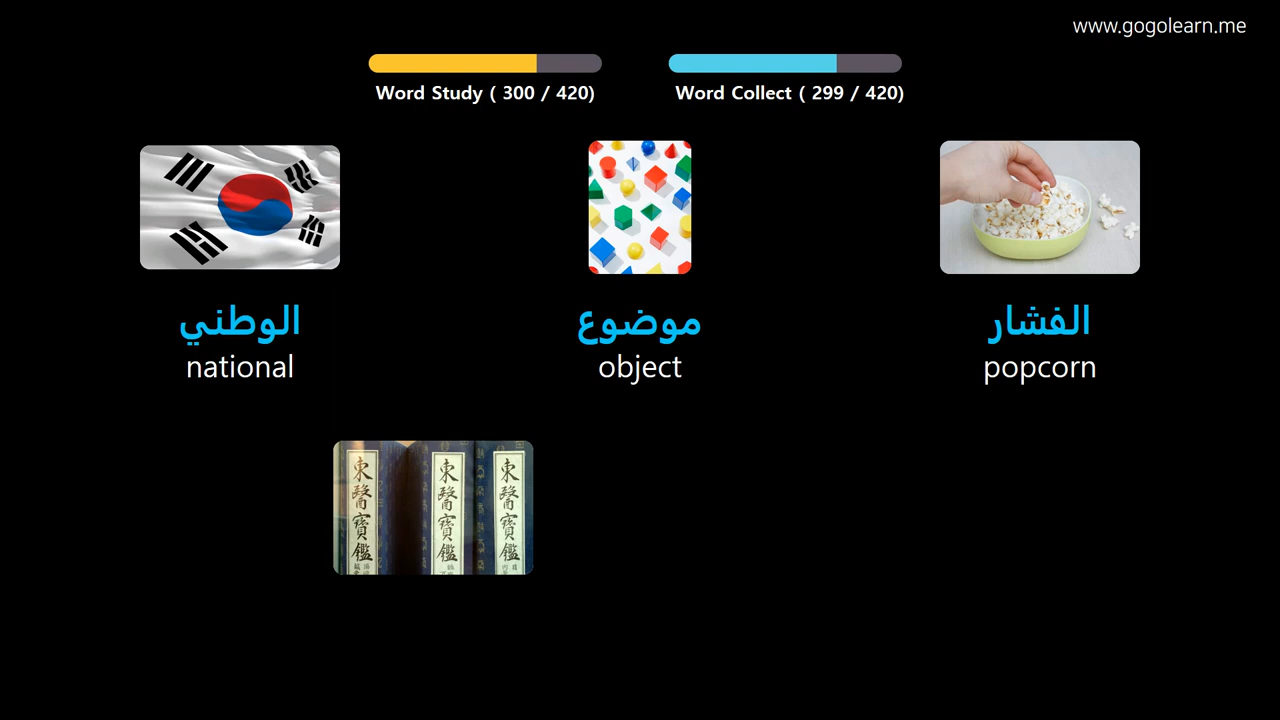 www.gogolearn.me
Word Study ( 300 / 420)
Word Collect ( 299 / 420)
الوطني
national
موضوع
object
الفشار
popcorn
東醫寶鑑
東醫寶鑑
東醫寶鑑